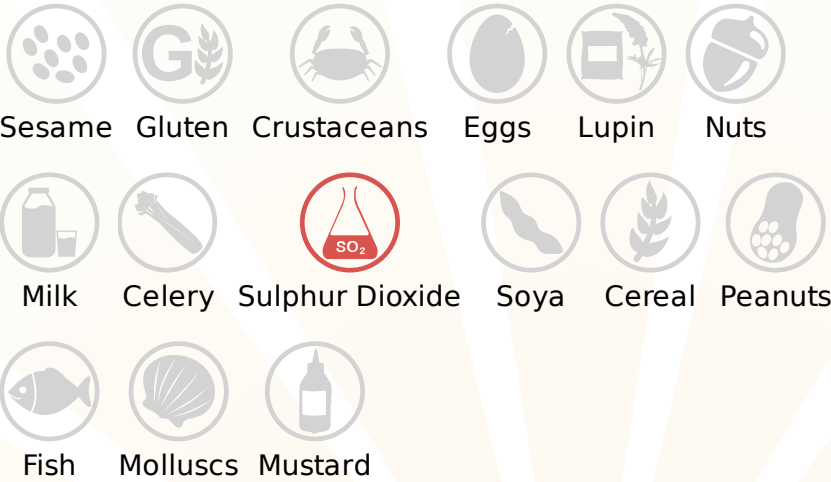 G
Sesame Gluten Crustaceans Eggs Lupin Nuts
SO₂
Milk Celery Sulphur Dioxide Soya Cereal Peanuts
Fish Molluscs Mustard